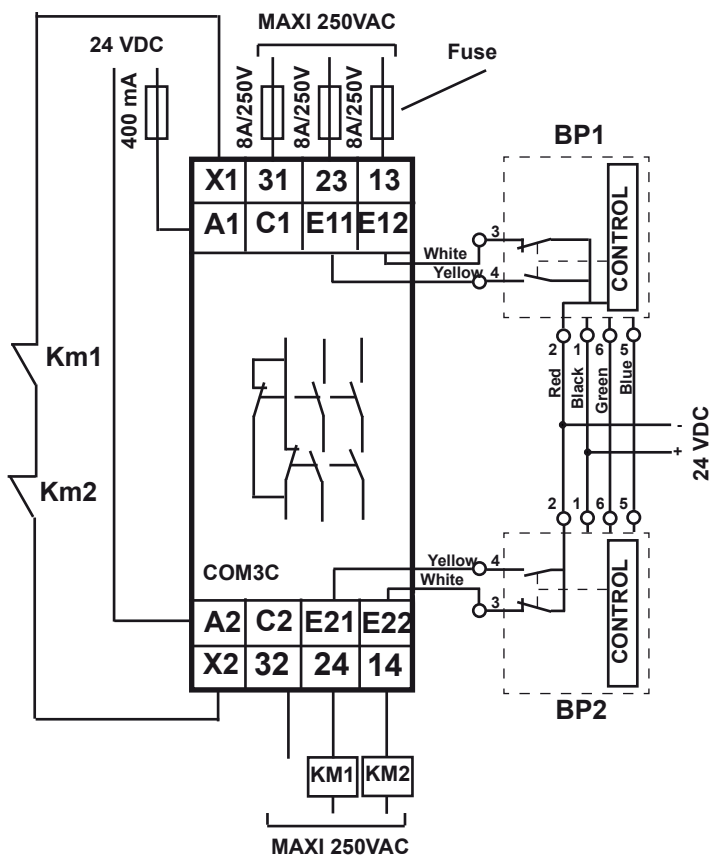 MAXI 250VAC
24 VDC
Fuse
400 mA
8A/250V
8A/250V
8A/250V
BP1
X1 31 23 13
A1 C1 E11 E12
White 3
Yellow 4
CONTROL
2 1 6 5
Red
Black
Green
Blue
Km1
-
+
24 VDC
Km2
2 1 6 5
COM3C
Yellow 4
White 3
CONTROL
A2 C2 E21 E22
X2 32 24 14
BP2
KM1 KM2
MAXI 250VAC